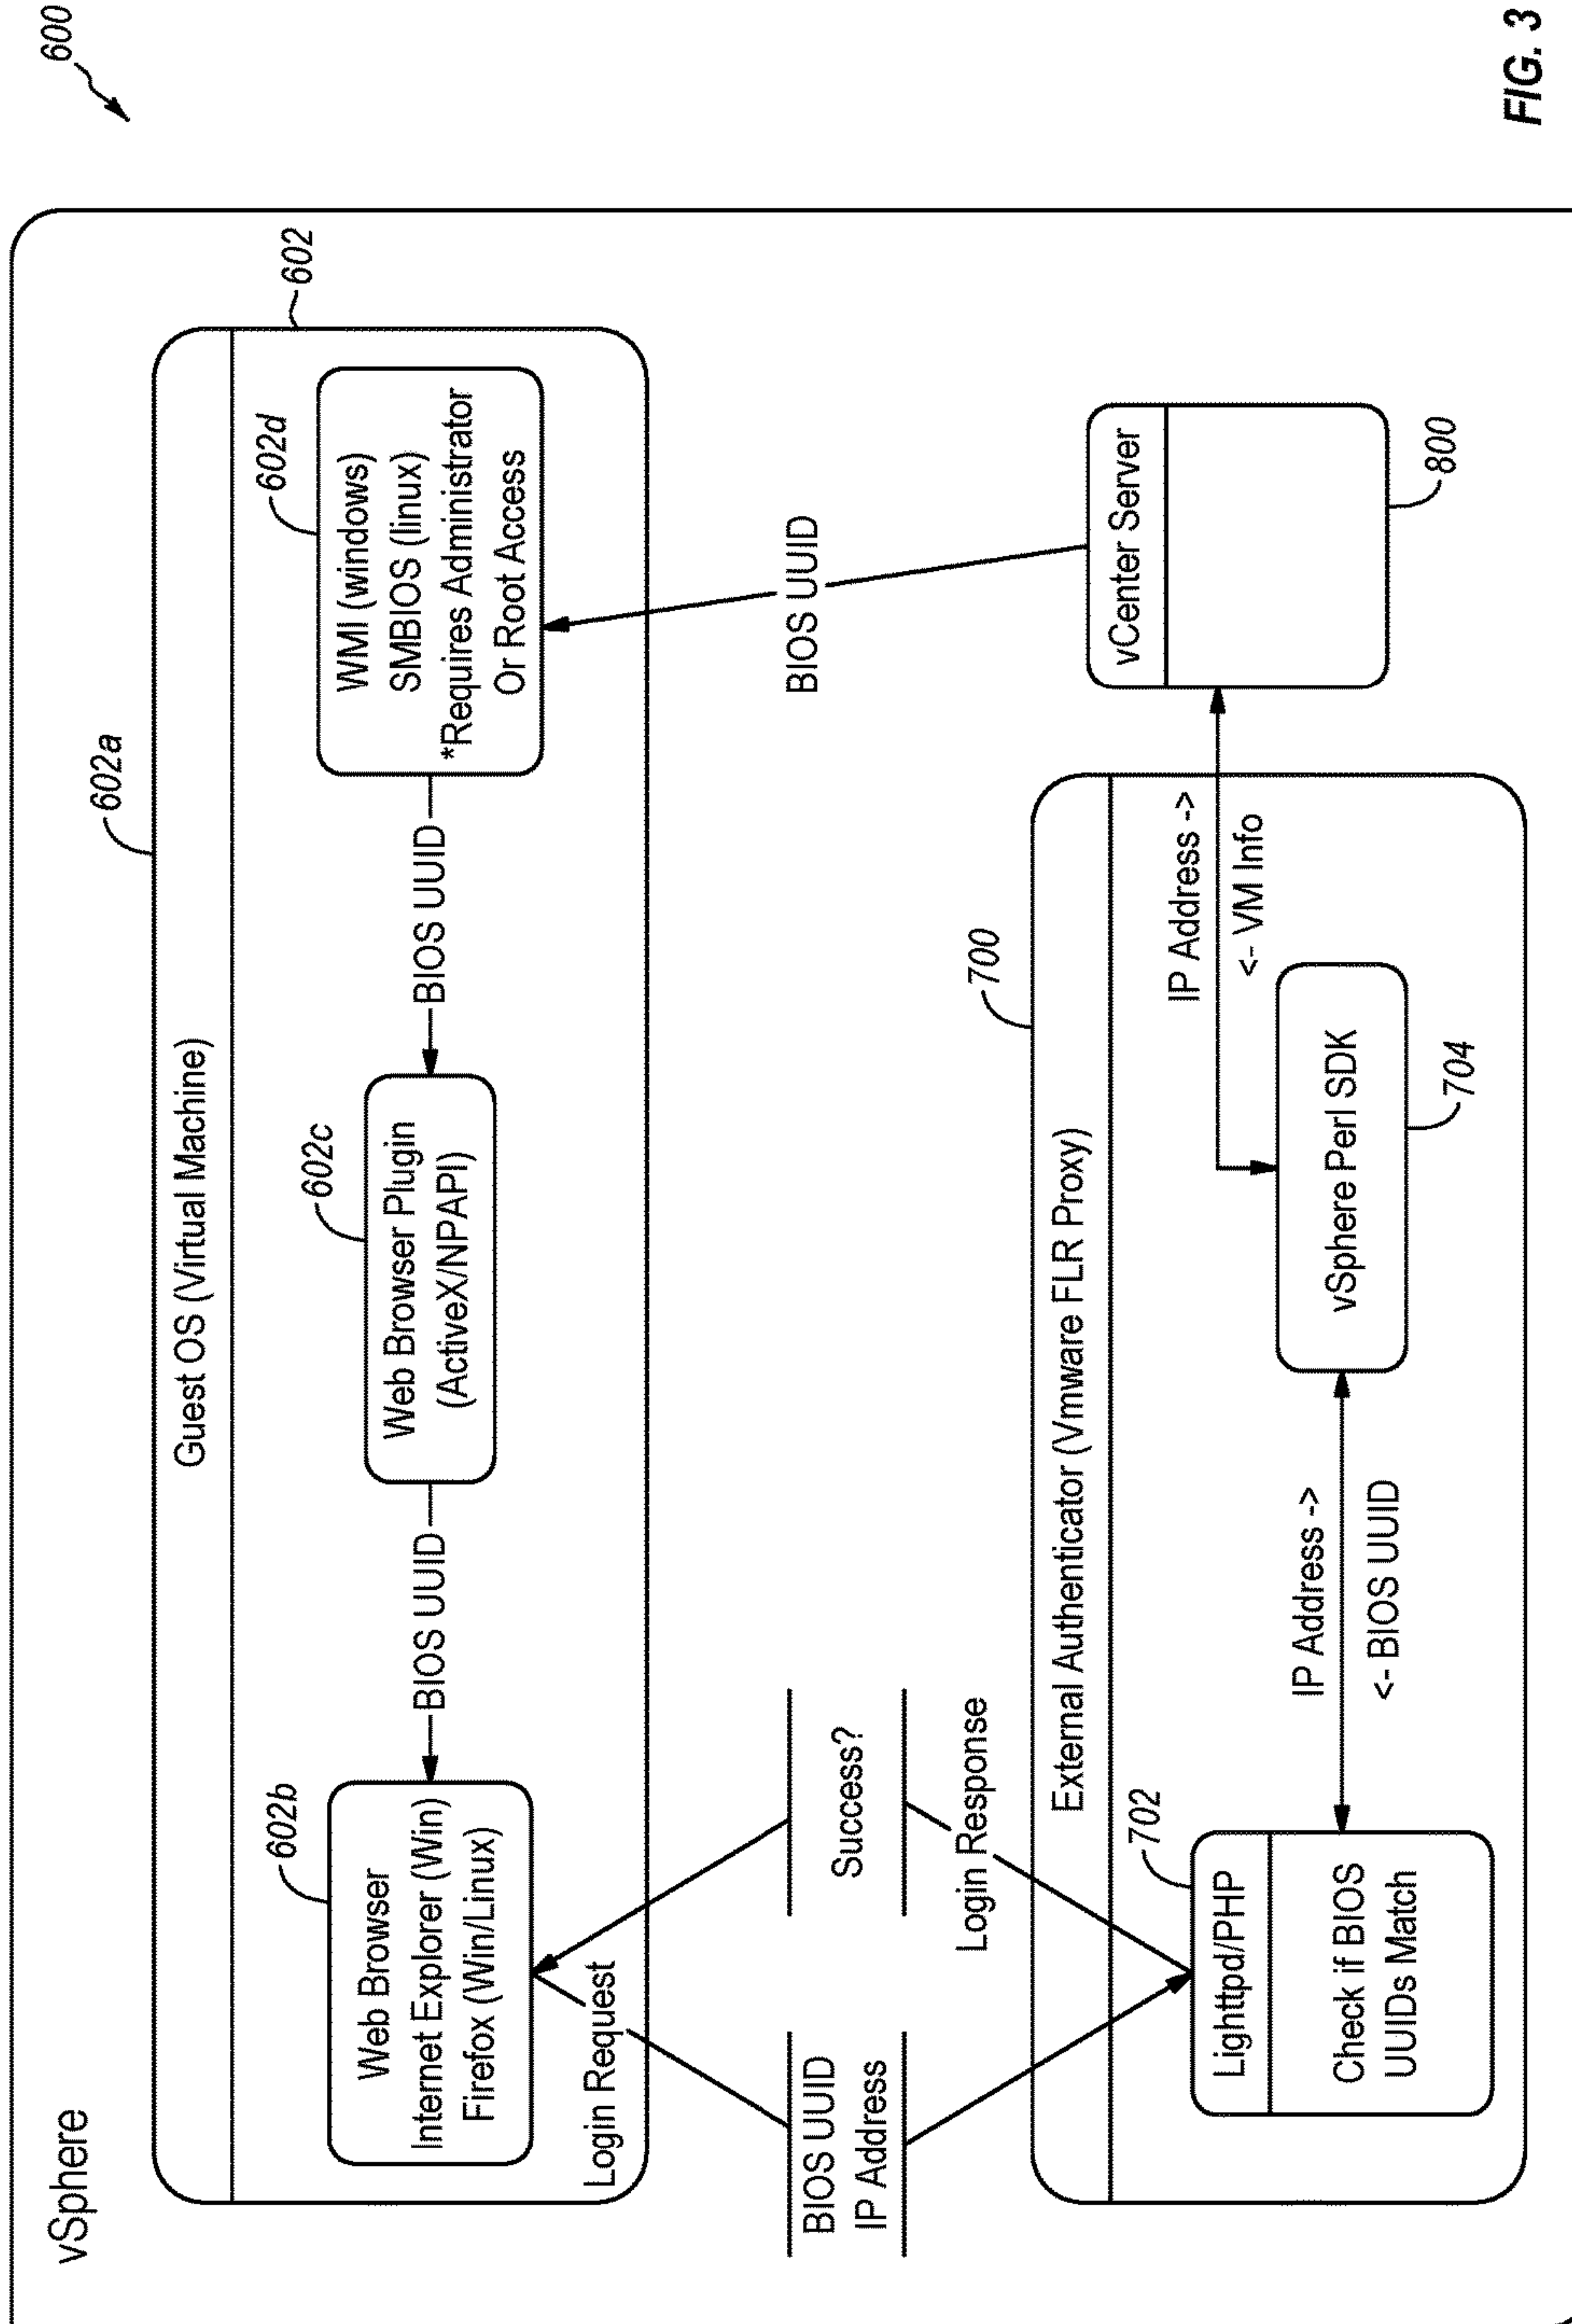 600
vSphere
602a
Guest OS (Virtual Machine)
602
602b
Web Browser
Internet Explorer (Win)
Firefox (Win/Linux)
BIOS UUID
602c
Web Browser Plugin
(ActiveX/NPAPI)
BIOS UUID
602d
WMI (windows)
SMBIOS (linux)
*Requires Administrator
Or Root Access
Login Request
BIOS UUID
IP Address
Success?
Login Response
BIOS UUID
700
External Authenticator (Vmware FLR Proxy)
702
Lighttpd/PHP
Check if BIOS
UUIDs Match
IP Address ->
<- BIOS UUID
vSphere Perl SDK
704
IP Address ->
<- VM Info
vCenter Server
800
FIG. 3